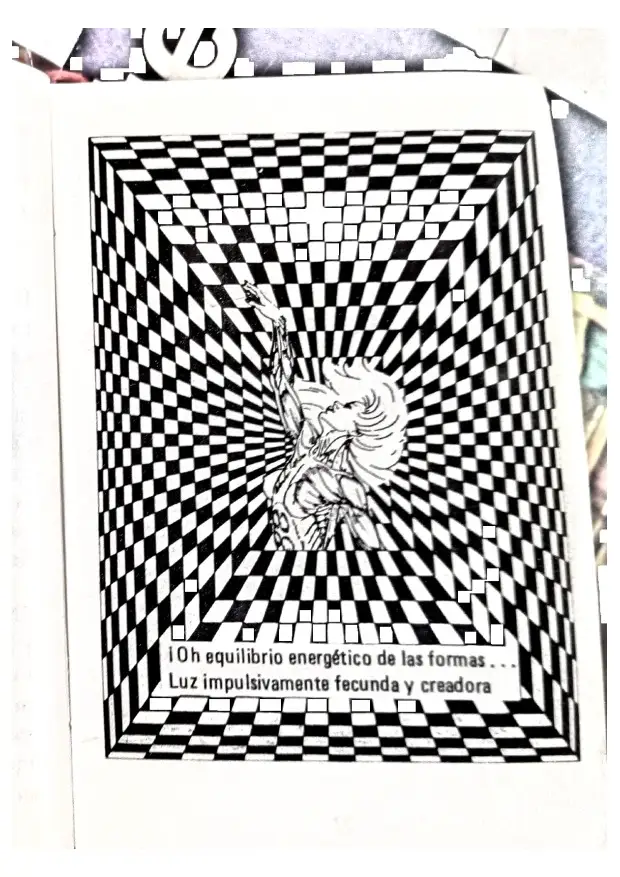 ¡Oh equilibrio energético de las formas...
Luz impulsivamente fecunda y creadora